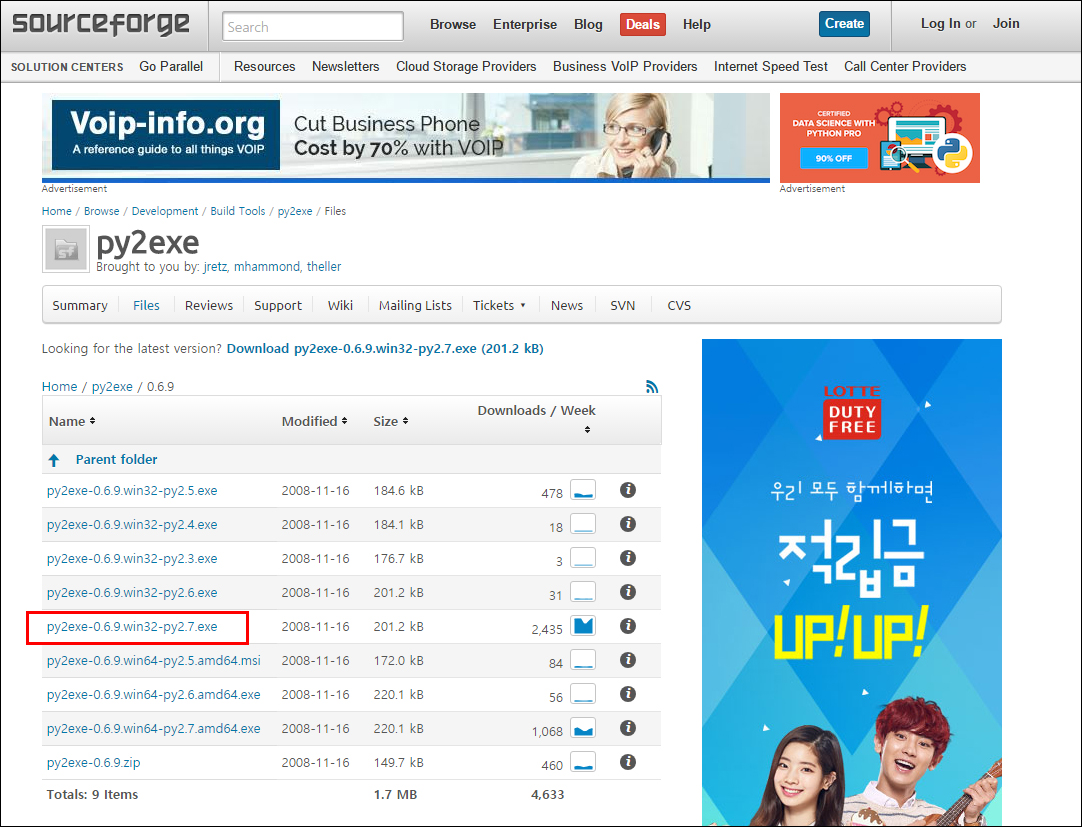 sourceforge
Search
Browse Enterprise Blog Deals Help
Create
Log In or Join
SOLUTION CENTERS Go Parallel Resources Newsletters Cloud Storage Providers Business VoIP Providers Internet Speed Test Call Center Providers
Voip-info.org
A reference guide to all things VOIP
Cut Business Phone
Cost by 70% with VOIP
Advertisement
CERTIFIED
DATA SCIENCE WITH
PYTHON PRO
90% OFF
Advertisement
Home / Browse / Development / Build Tools / py2exe / Files
sf
py2exe
Brought to you by: jretz, mhammond, theller
Summary Files Reviews Support Wiki Mailing Lists Tickets News SVN CVS
Looking for the latest version? Download py2exe-0.6.9.win32-py2.7.exe (201.2 kB)
Home / py2exe / 0.6.9
Name Modified Size Downloads / Week
Parent folder
py2exe-0.6.9.win32-py2.5.exe 2008-11-16 184.6 kB 478
py2exe-0.6.9.win32-py2.4.exe 2008-11-16 184.1 kB 18
py2exe-0.6.9.win32-py2.3.exe 2008-11-16 176.7 kB 3
py2exe-0.6.9.win32-py2.6.exe 2008-11-16 201.2 kB 31
py2exe-0.6.9.win32-py2.7.exe 2008-11-16 201.2 kB 2,435
py2exe-0.6.9.win64-py2.5.amd64.msi 2008-11-16 172.0 kB 84
py2exe-0.6.9.win64-py2.6.amd64.exe 2008-11-16 220.1 kB 56
py2exe-0.6.9.win64-py2.7.amd64.exe 2008-11-16 220.1 kB 1,068
py2exe-0.6.9.zip 2008-11-16 149.7 kB 460
Totals: 9 Items 1.7 MB 4,633
LOTTE
DUTY
FREE
우리 모두 함께하면
적립금
UP!UP!